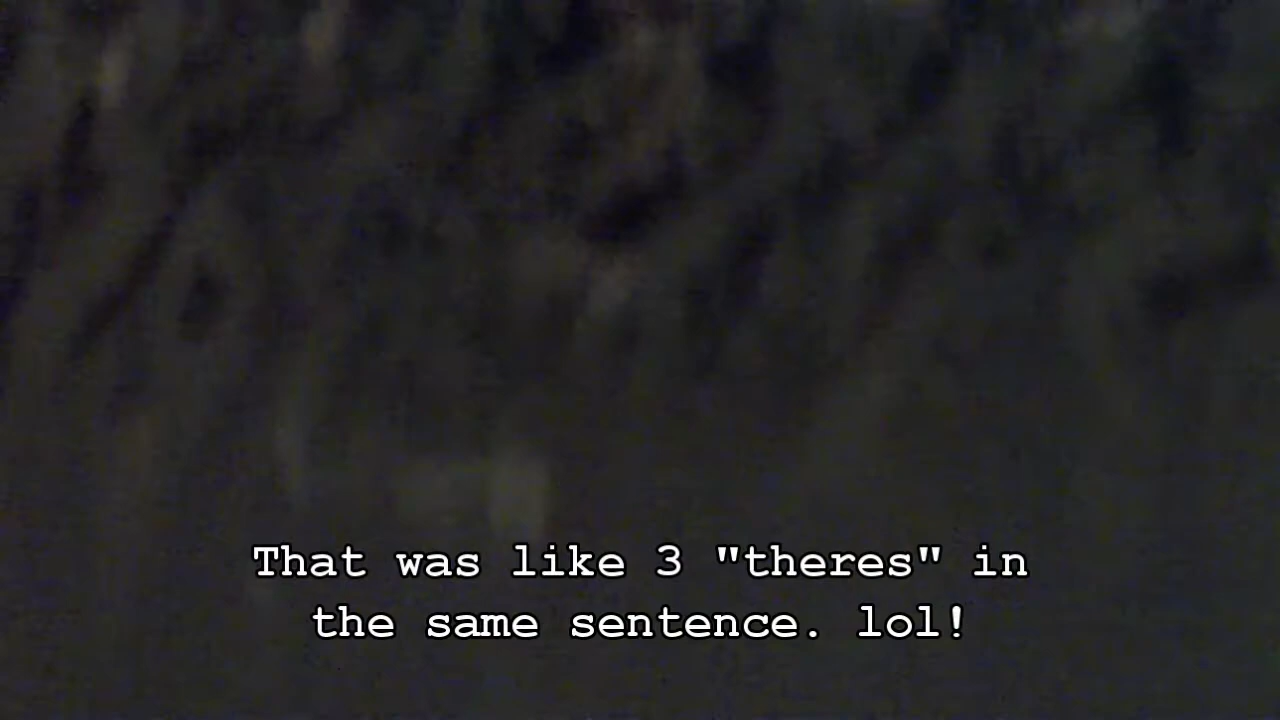 That was like 3 "theres" in
the same sentence. lol!